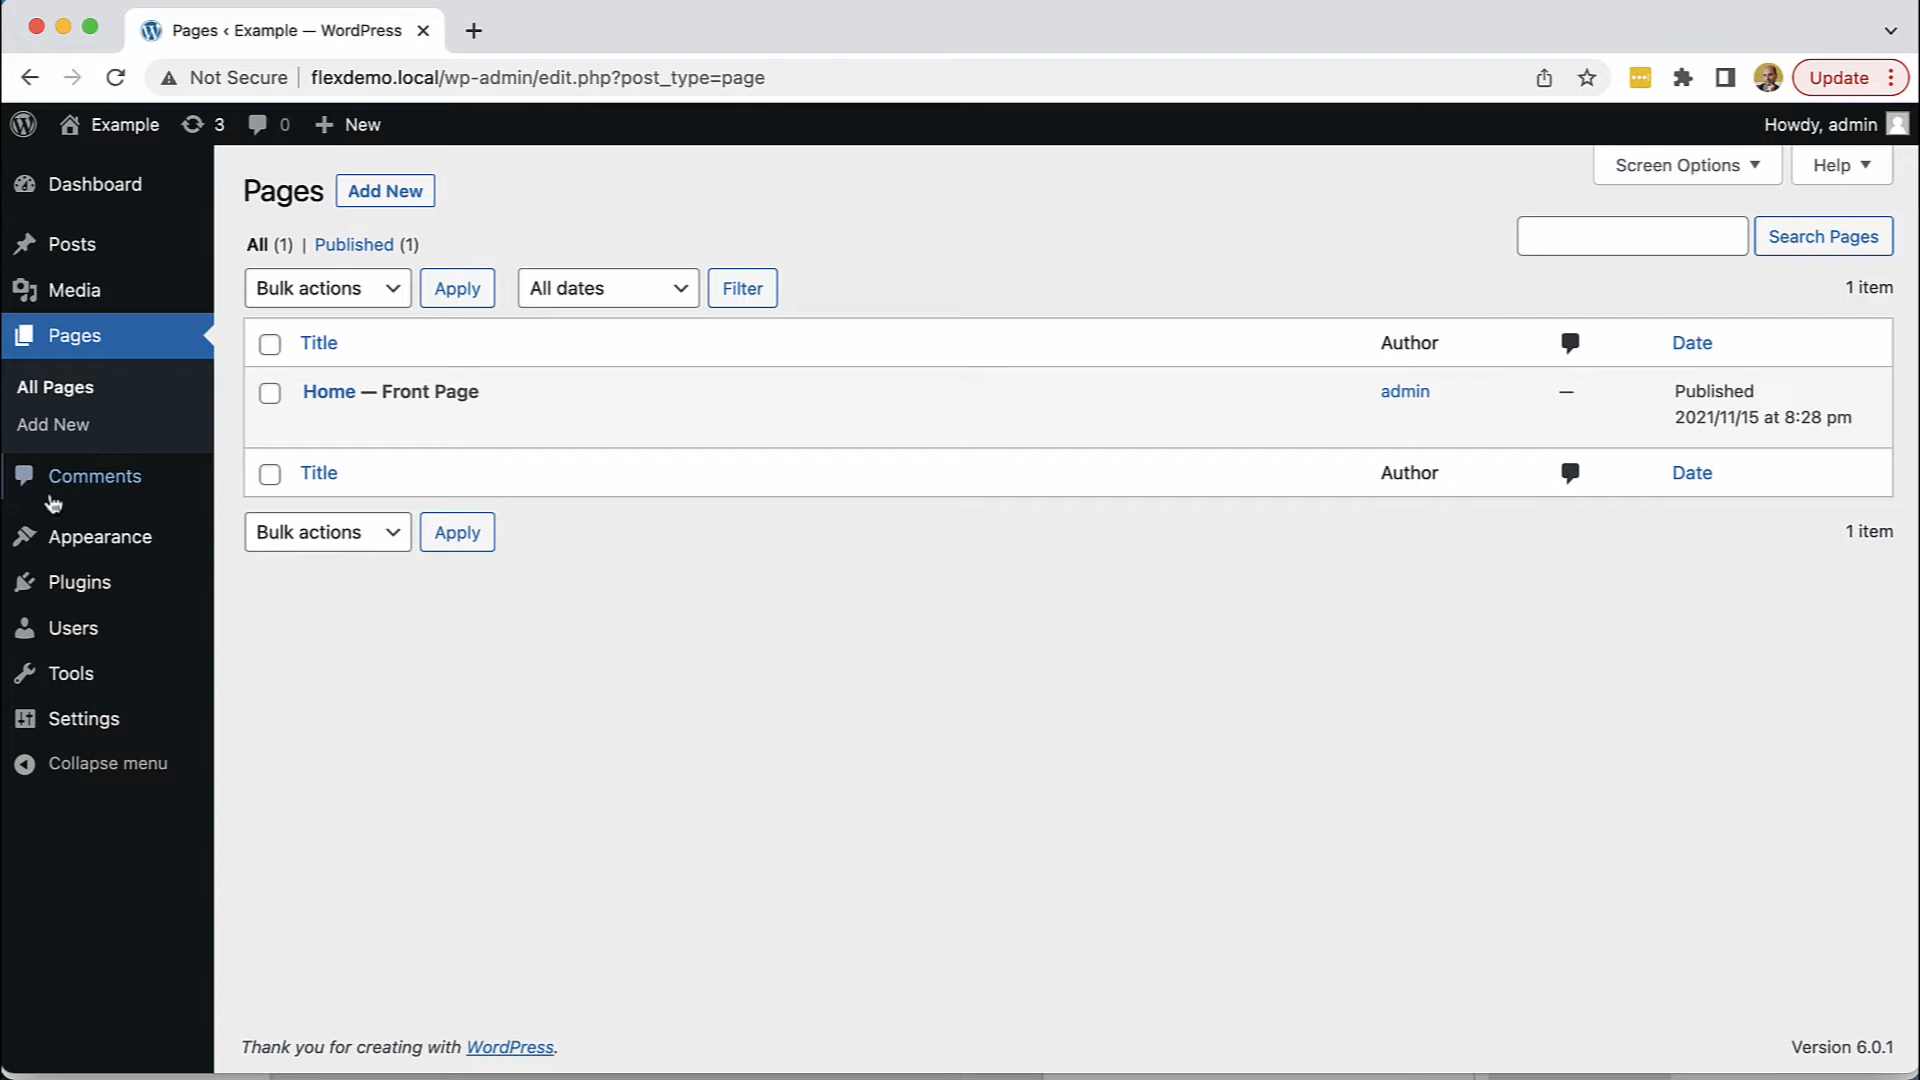 Pages ‹ Example — WordPress
Not Secure flexdemo.local/wp-admin/edit.php?post_type=page
Update
Example 3 0 New
Howdy, admin
Dashboard
Posts
Media
Pages
All Pages
Add New
Comments
Appearance
Plugins
Users
Tools
Settings
Collapse menu
Screen Options
Help
Pages Add New
All (1) | Published (1)
Search Pages
Bulk actions Apply All dates Filter
1 item
Title Author Date
Home — Front Page admin — Published
2021/11/15 at 8:28 pm
Title Author Date
Bulk actions Apply
1 item
Thank you for creating with WordPress.
Version 6.0.1